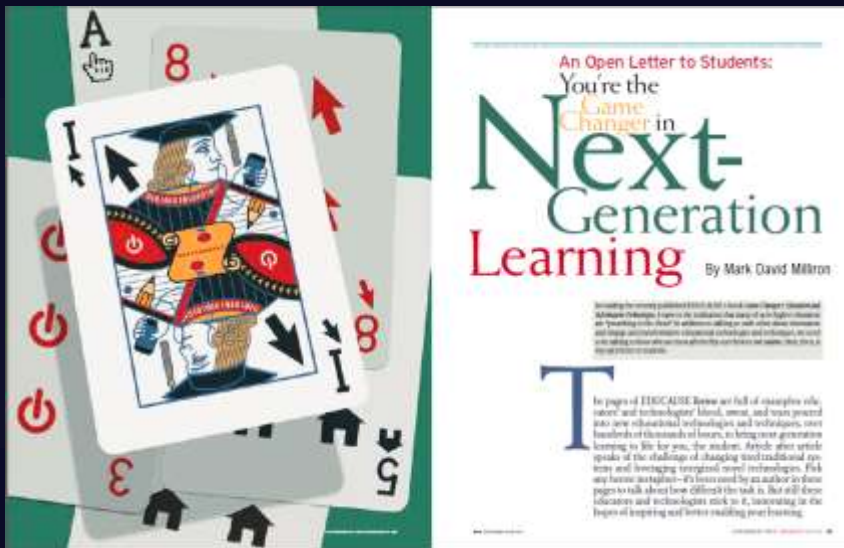 A
8
I
8
I
3
5
An Open Letter to Students:
You're the
Game
Changer in
Next-
Generation
Learning
By Mark David Milliron
The pages of EDUCAUSE Review are full of examples edu-
cators' and technologists' blood, sweat, and tears poured
into new educational technologies and techniques, over
hundreds of thousands of hours, to bring next generation
learning to life for you, the student. Article after article
speaks of the challenge of changing tired traditional sys-
tems and leveraging energized novel technologies. Pick
any heroic metaphor—it's been used by an author in these
pages to talk about how difficult the task is. But still these
educators and technologists stick to it, innovating in the
hopes of inspiring and better enabling your learning.